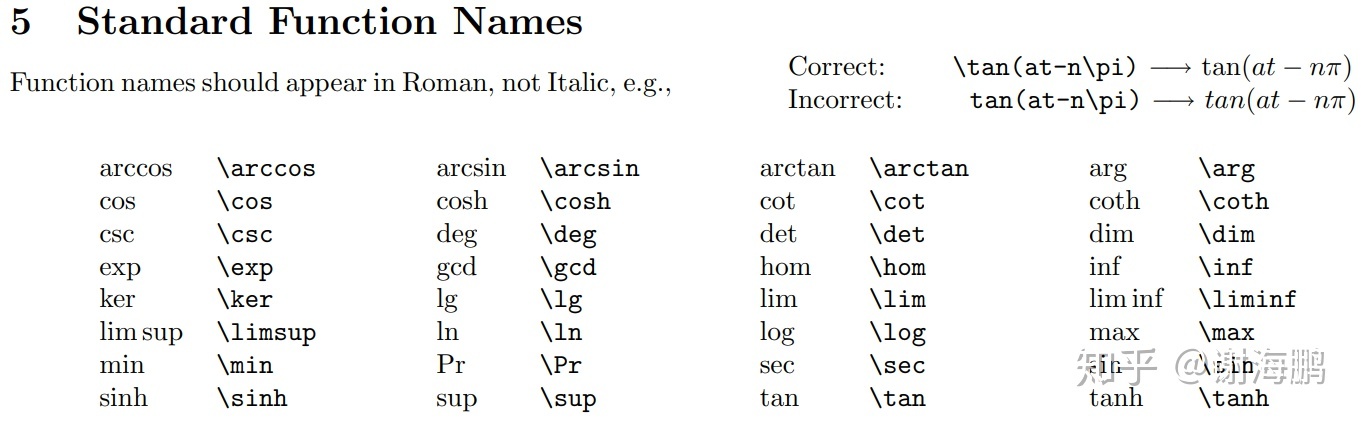 5 Standard Function Names
Function names should appear in Roman, not Italic, e.g.,
Correct: \tan(at-n\pi) ⟶ tan(at − nπ)
Incorrect: tan(at-n\pi) ⟶ tan(at − nπ)
arccos \arccos arcsin \arcsin arctan \arctan arg \arg
cos \cos cosh \cosh cot \cot coth \coth
csc \csc deg \deg det \det dim \dim
exp \exp gcd \gcd hom \hom inf \inf
ker \ker lg \lg lim \lim lim inf \liminf
lim sup \limsup ln \ln log \log max \max
min \min Pr \Pr sec \sec sin \sin
sinh \sinh sup \sup tan \tan tanh \tanh
知乎 @谢海鹏